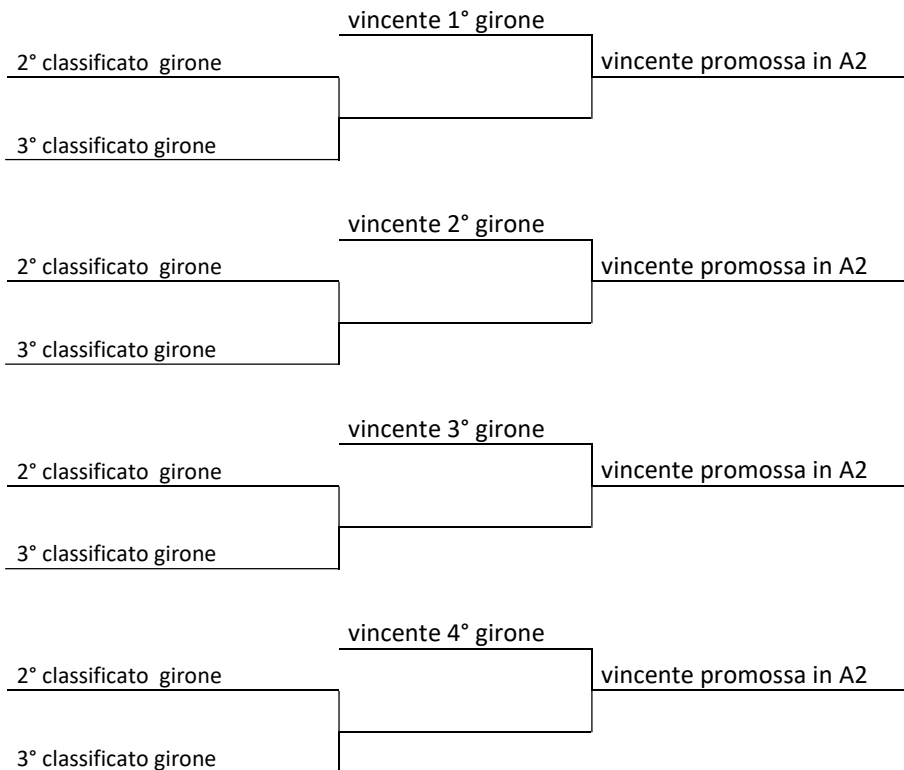 vincente 1° girone
2° classificato  girone
vincente promossa in A2
3° classificato girone
vincente 2° girone
2° classificato  girone
vincente promossa in A2
3° classificato girone
vincente 3° girone
2° classificato  girone
vincente promossa in A2
3° classificato girone
vincente 4° girone
2° classificato  girone
vincente promossa in A2
3° classificato girone